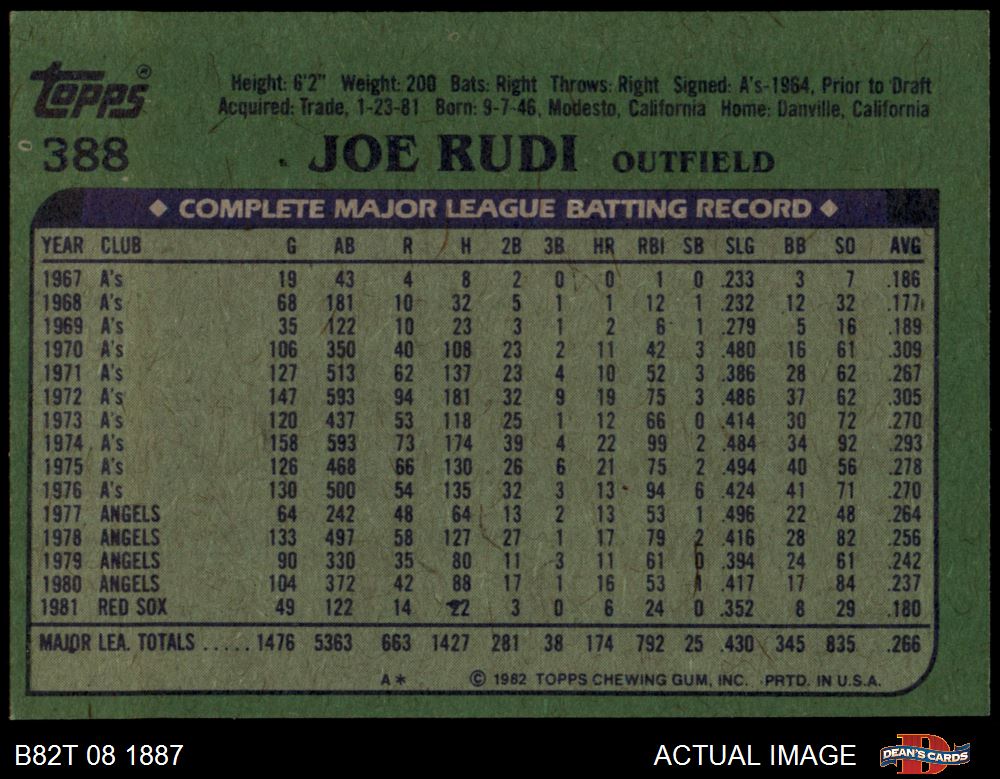 Topps®
Height: 6'2" Weight: 200 Bats: Right Throws: Right Signed: A's-1964, Prior to Draft
Acquired: Trade, 1-23-81 Born: 9-7-46, Modesto, California Home: Danville, California
388 JOE RUDI OUTFIELD
◆ COMPLETE MAJOR LEAGUE BATTING RECORD ◆
YEAR CLUB G AB R H 2B 3B HR RBI SB SLG BB SO AVG
1967 A's 19 43 4 8 2 0 0 1 0 .233 3 7 .186
1968 A's 68 181 10 32 5 1 1 12 1 .232 12 32 .177
1969 A's 35 122 10 23 3 1 2 6 1 .279 5 16 .189
1970 A's 106 350 40 108 23 2 11 42 3 .480 16 61 .309
1971 A's 127 513 62 137 23 4 10 52 3 .386 28 62 .267
1972 A's 147 593 94 181 32 9 19 75 3 .486 37 62 .305
1973 A's 120 437 53 118 25 1 12 66 0 .414 30 72 .270
1974 A's 158 593 73 174 39 4 22 99 2 .484 34 92 .293
1975 A's 126 468 66 130 26 6 21 75 2 .494 40 56 .278
1976 A's 130 500 54 135 32 3 13 94 6 .424 41 71 .270
1977 ANGELS 64 242 48 64 13 2 13 53 1 .496 22 48 .264
1978 ANGELS 133 497 58 127 27 1 17 79 2 .416 28 82 .256
1979 ANGELS 90 330 35 80 11 3 11 61 0 .394 24 61 .242
1980 ANGELS 104 372 42 88 17 1 16 53 1 .417 17 84 .237
1981 RED SOX 49 122 14 22 3 0 6 24 0 .352 8 29 .180
MAJOR LEA. TOTALS ..... 1476 5363 663 1427 281 38 174 792 25 .430 345 835 .266
A* © 1982 TOPPS CHEWING GUM, INC. PRTD. IN U.S.A.
B82T 08 1887 ACTUAL IMAGE DEAN'S CARDS